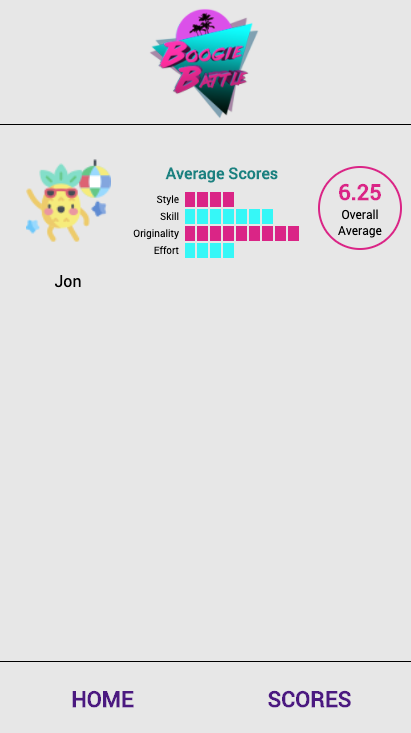 BOOGIE
BATTLE
Average Scores
Style
Skill
Originality
Effort
6.25
Overall
Average
Jon
HOME
SCORES